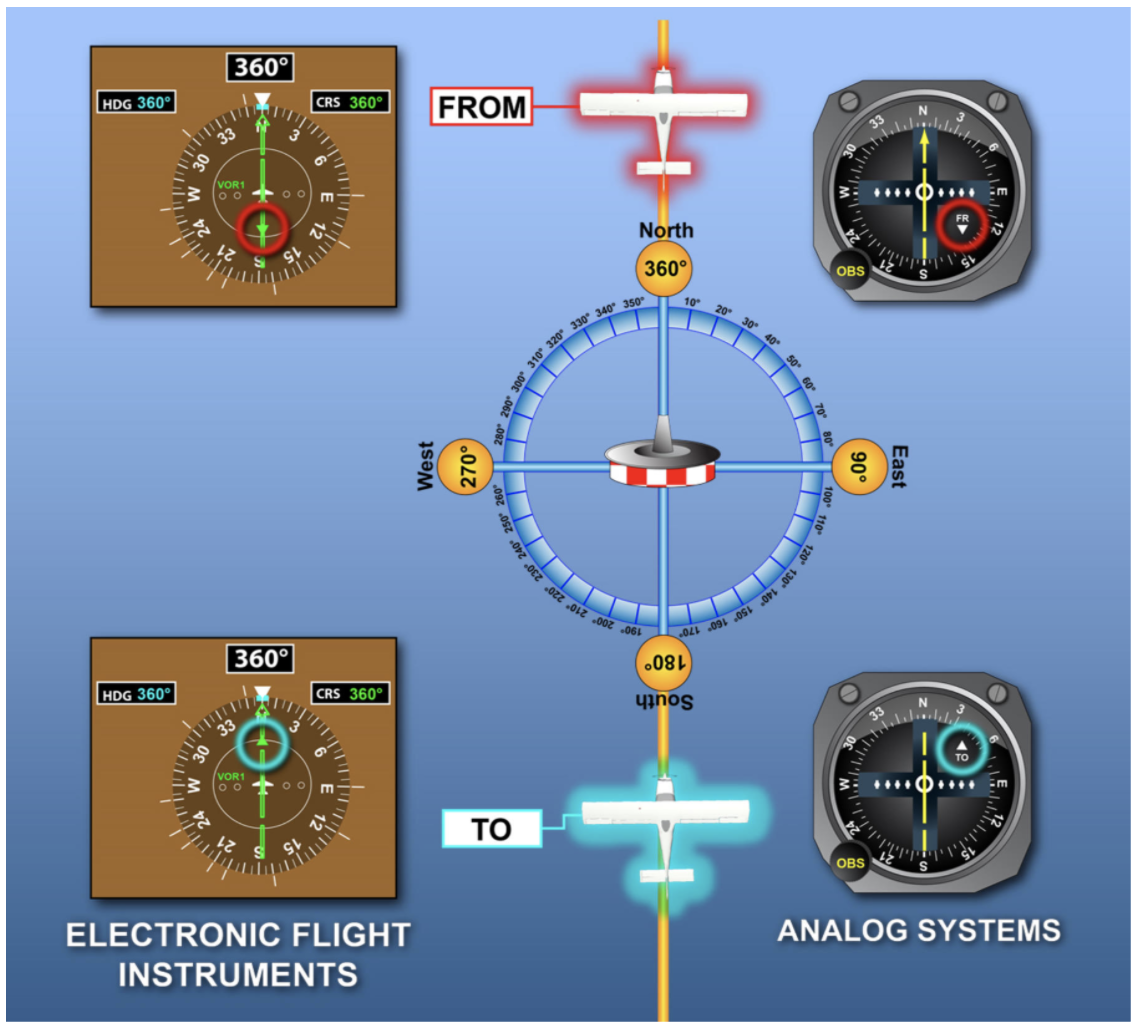 360°
HDG 360°
CRS 360°
N
3
6
E
12
15
S
21
24
W
30
33
VOR1
FROM
N
3
6
E
12
15
S
21
24
W
30
33
FR
OBS
North
360°
10°
20°
30°
40°
50°
60°
70°
80°
90°
East
100°
110°
120°
130°
140°
150°
160°
170°
180°
South
190°
200°
210°
220°
230°
240°
250°
260°
270°
West
280°
290°
300°
310°
320°
330°
340°
350°
360°
HDG 360°
CRS 360°
3
6
E
12
15
S
21
24
W
30
33
VOR1
TO
N
3
6
E
12
15
S
21
24
W
30
33
TO
OBS
ELECTRONIC FLIGHT
INSTRUMENTS
ANALOG SYSTEMS